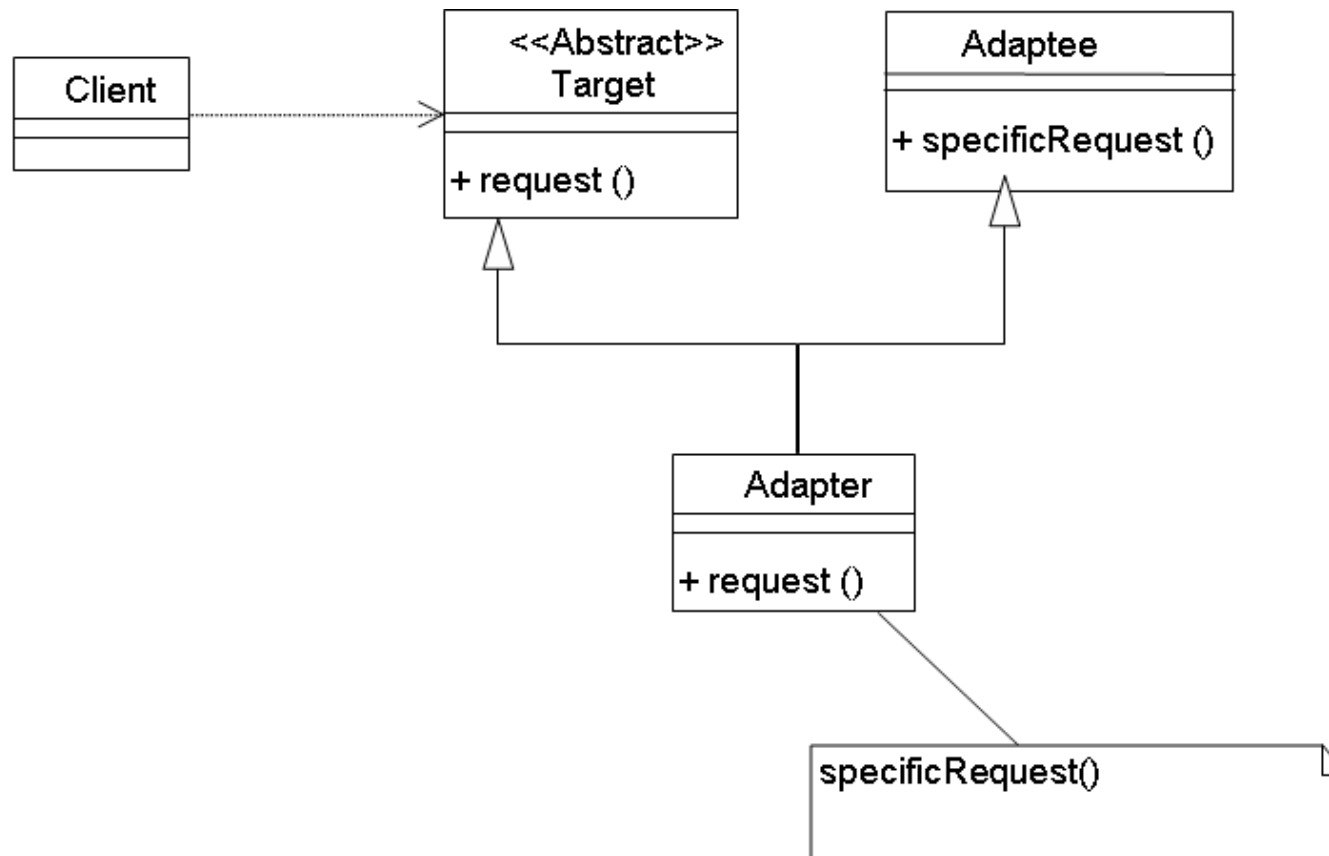 Client
<<Abstract>>
Target
+ request ()
Adaptee
+ specificRequest ()
Adapter
+ request ()
specificRequest()